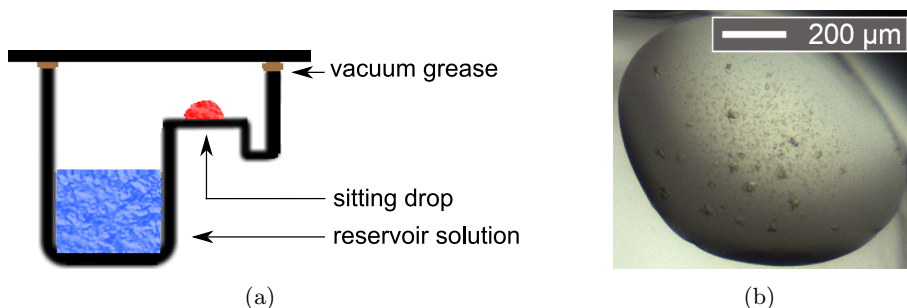 vacuum grease
sitting drop
reservoir solution
(a)
200 µm
(b)